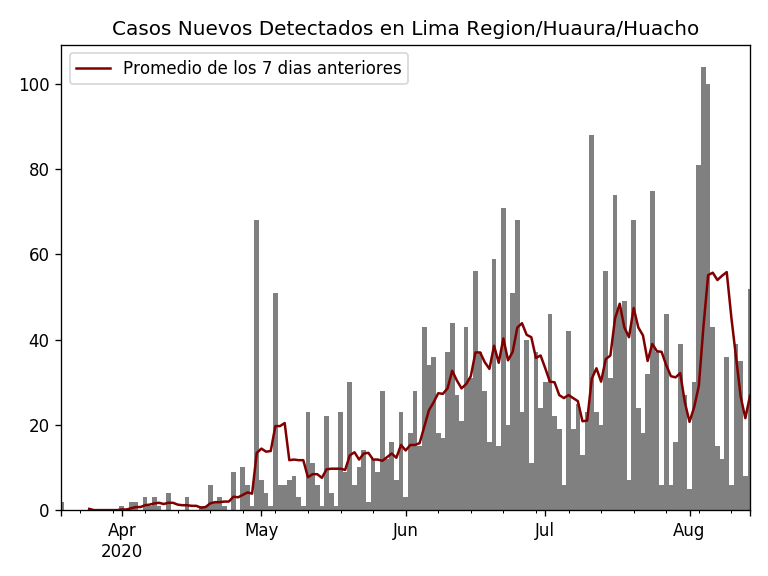 Casos Nuevos Detectados en Lima Region/Huaura/Huacho
Promedio de los 7 dias anteriores
100
80
60
40
20
0
Apr
2020
May
Jun
Jul
Aug